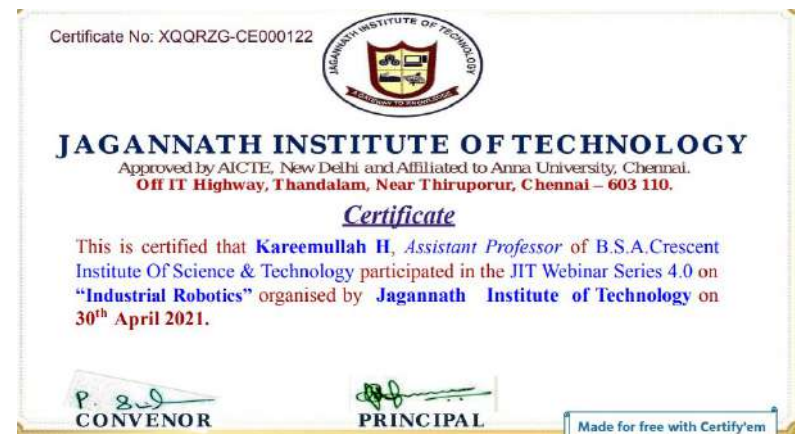 Certificate No: XQQRZG-CE000122
JAGANNATH INSTITUTE OF TECHNOLOGY
A GATEWAY TO KNOWLEDGE
JAGANNATH INSTITUTE OF TECHNOLOGY
Approved by AICTE, New Delhi and Affiliated to Anna University, Chennai.
Off IT Highway, Thandalam, Near Thiruporur, Chennai – 603 110.
Certificate
This is certified that Kareemullah H, Assistant Professor of B.S.A.Crescent
Institute Of Science & Technology participated in the JIT Webinar Series 4.0 on
“Industrial Robotics” organised by Jagannath Institute of Technology on
30th April 2021.
CONVENOR
PRINCIPAL
Made for free with Certify'em